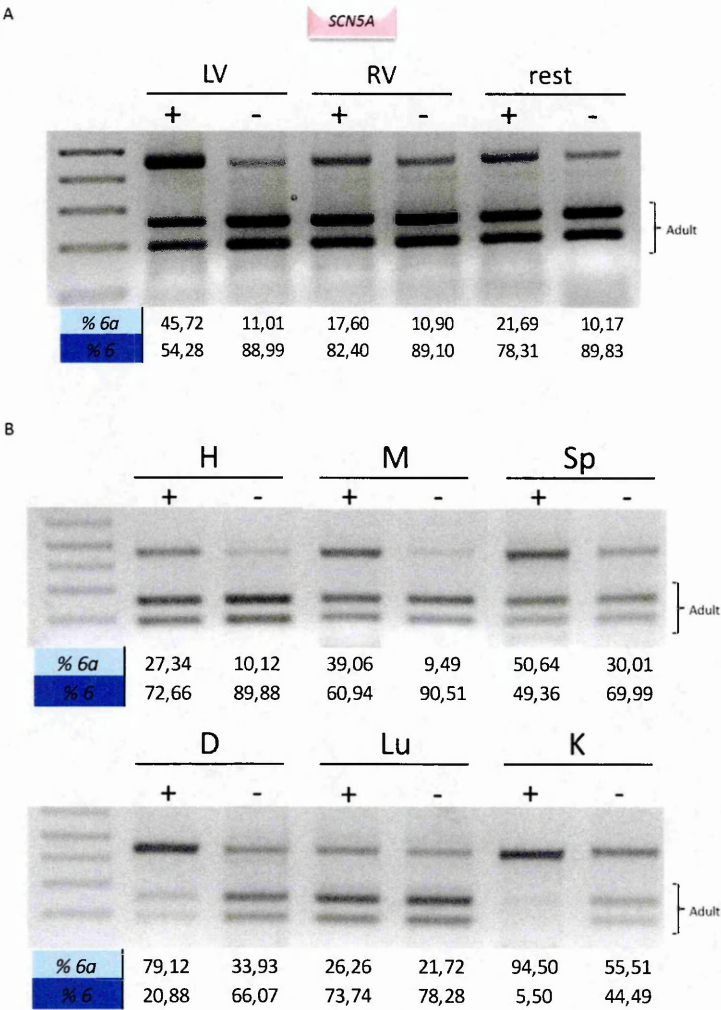 A
SCN5A
LV RV rest
+ - + - + -
Adult
% 6a 45,72 11,01 17,60 10,90 21,69 10,17
% 6 54,28 88,99 82,40 89,10 78,31 89,83
B
H M Sp
+ - + - + -
Adult
% 6a 27,34 10,12 39,06 9,49 50,64 30,01
% 6 72,66 89,88 60,94 90,51 49,36 69,99
D Lu K
+ - + - + -
Adult
% 6a 79,12 33,93 26,26 21,72 94,50 55,51
% 6 20,88 66,07 73,74 78,28 5,50 44,49